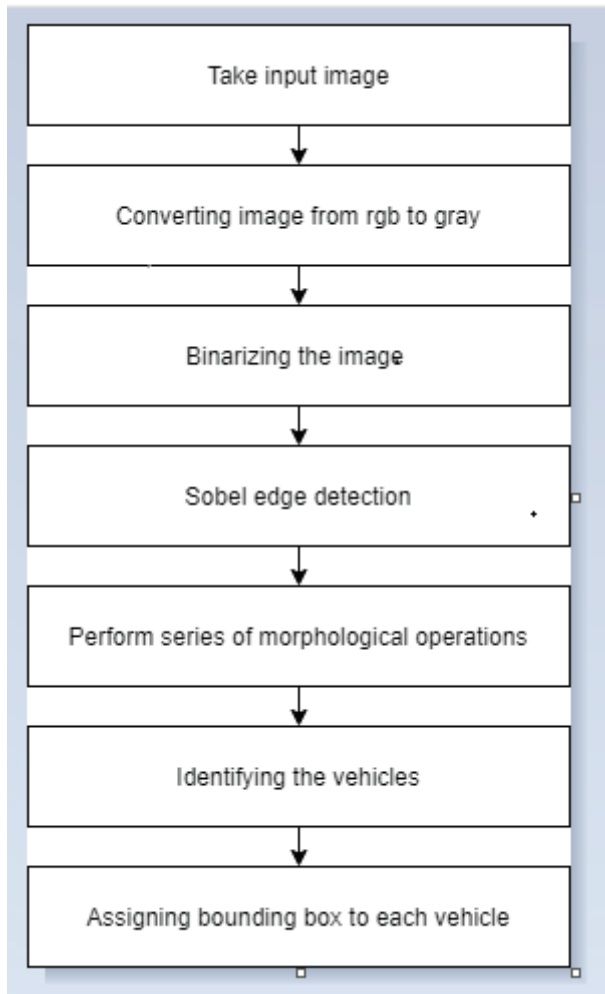 Take input image
Converting image from rgb to gray
Binarizing the image
Sobel edge detection
Perform series of morphological operations
Identifying the vehicles
Assigning bounding box to each vehicle